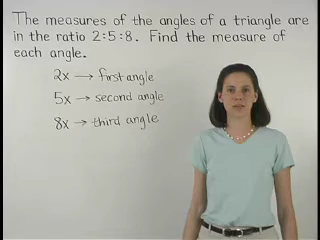 The measures of the angles of a triangle are
in the ratio 2:5:8. Find the measure of
each angle.
2x → first angle
5x → second angle
8x → third angle